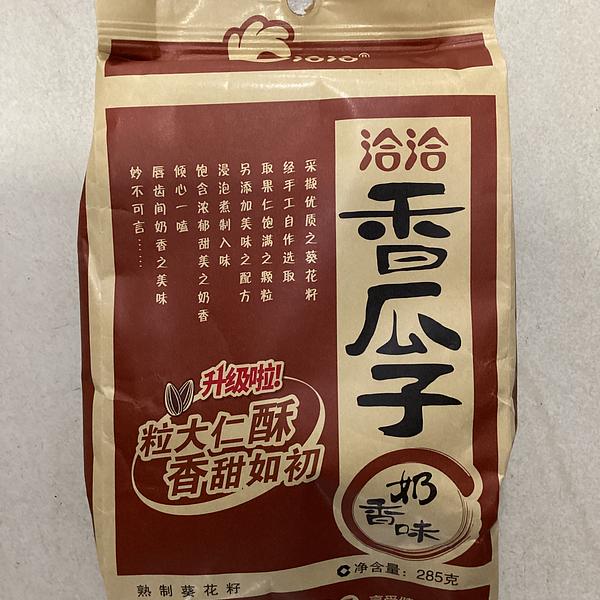 洽洽
香瓜子
奶
香味
采撷优质之葵花籽
经手工自作选取
取果仁饱满之颗粒
另添加美味之配方
浸泡煮制入味
饱含浓郁甜美之奶香
倾心一嗑
唇齿间奶香之美味
妙不可言……
升级啦!
粒大仁酥
香甜如初
净含量：285克
熟制葵花籽